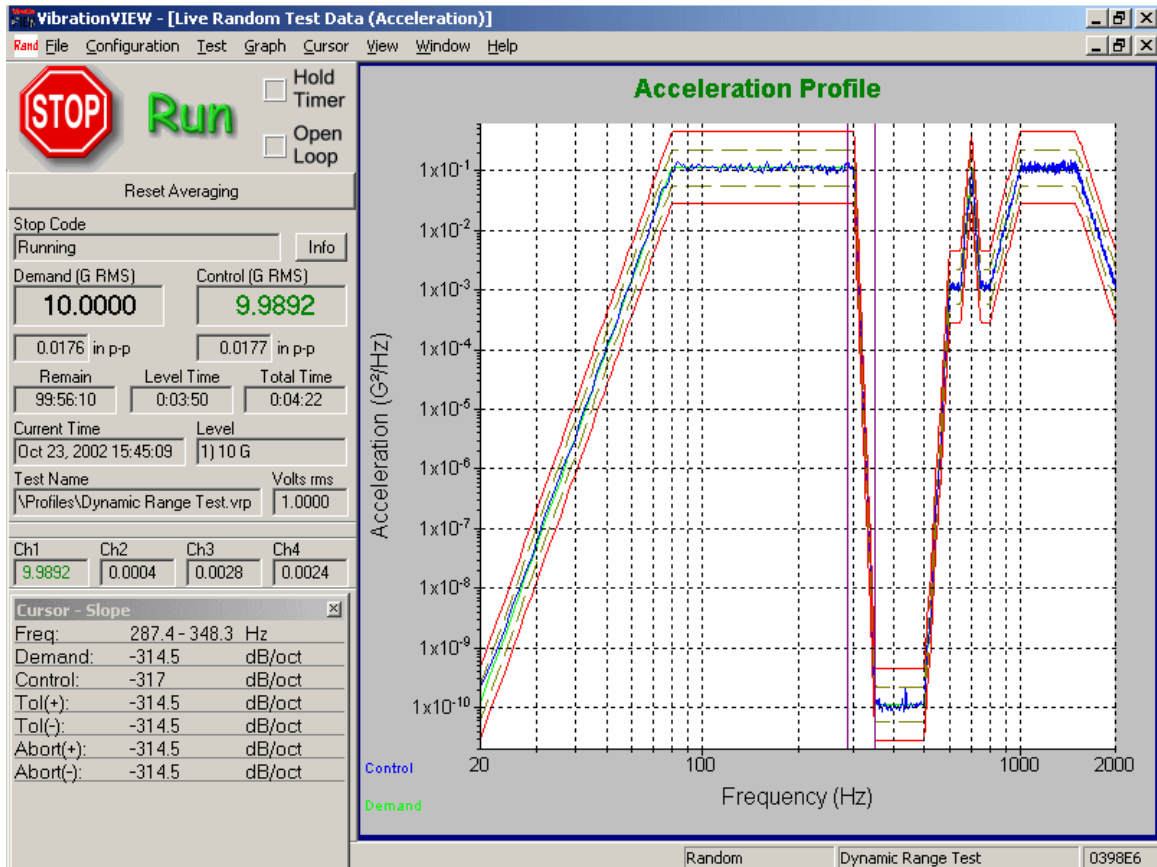 VibrationVIEW - [Live Random Test Data (Acceleration)]
Rand File Configuration Test Graph Cursor View Window Help
STOP
Run
Hold Timer
Open Loop
Reset Averaging
Stop Code
Running Info
Demand (G RMS) Control (G RMS)
10.0000 9.9892
0.0176 in p-p 0.0177 in p-p
Remain Level Time Total Time
99:56:10 0:03:50 0:04:22
Current Time Level
Oct 23, 2002 15:45:09 1) 10 G
Test Name Volts rms
\Profiles\Dynamic Range Test.vrp 1.0000
Ch1 Ch2 Ch3 Ch4
9.9892 0.0004 0.0028 0.0024
Cursor - Slope
Freq: 287.4 - 348.3 Hz
Demand: -314.5 dB/oct
Control: -317 dB/oct
Tol(+): -314.5 dB/oct
Tol(-): -314.5 dB/oct
Abort(+): -314.5 dB/oct
Abort(-): -314.5 dB/oct
Acceleration Profile
Acceleration (G²/Hz)
1x10⁻¹
1x10⁻²
1x10⁻³
1x10⁻⁴
1x10⁻⁵
1x10⁻⁶
1x10⁻⁷
1x10⁻⁸
1x10⁻⁹
1x10⁻¹⁰
20 100 1000 2000
Frequency (Hz)
Control
Demand
Random Dynamic Range Test 0398E6